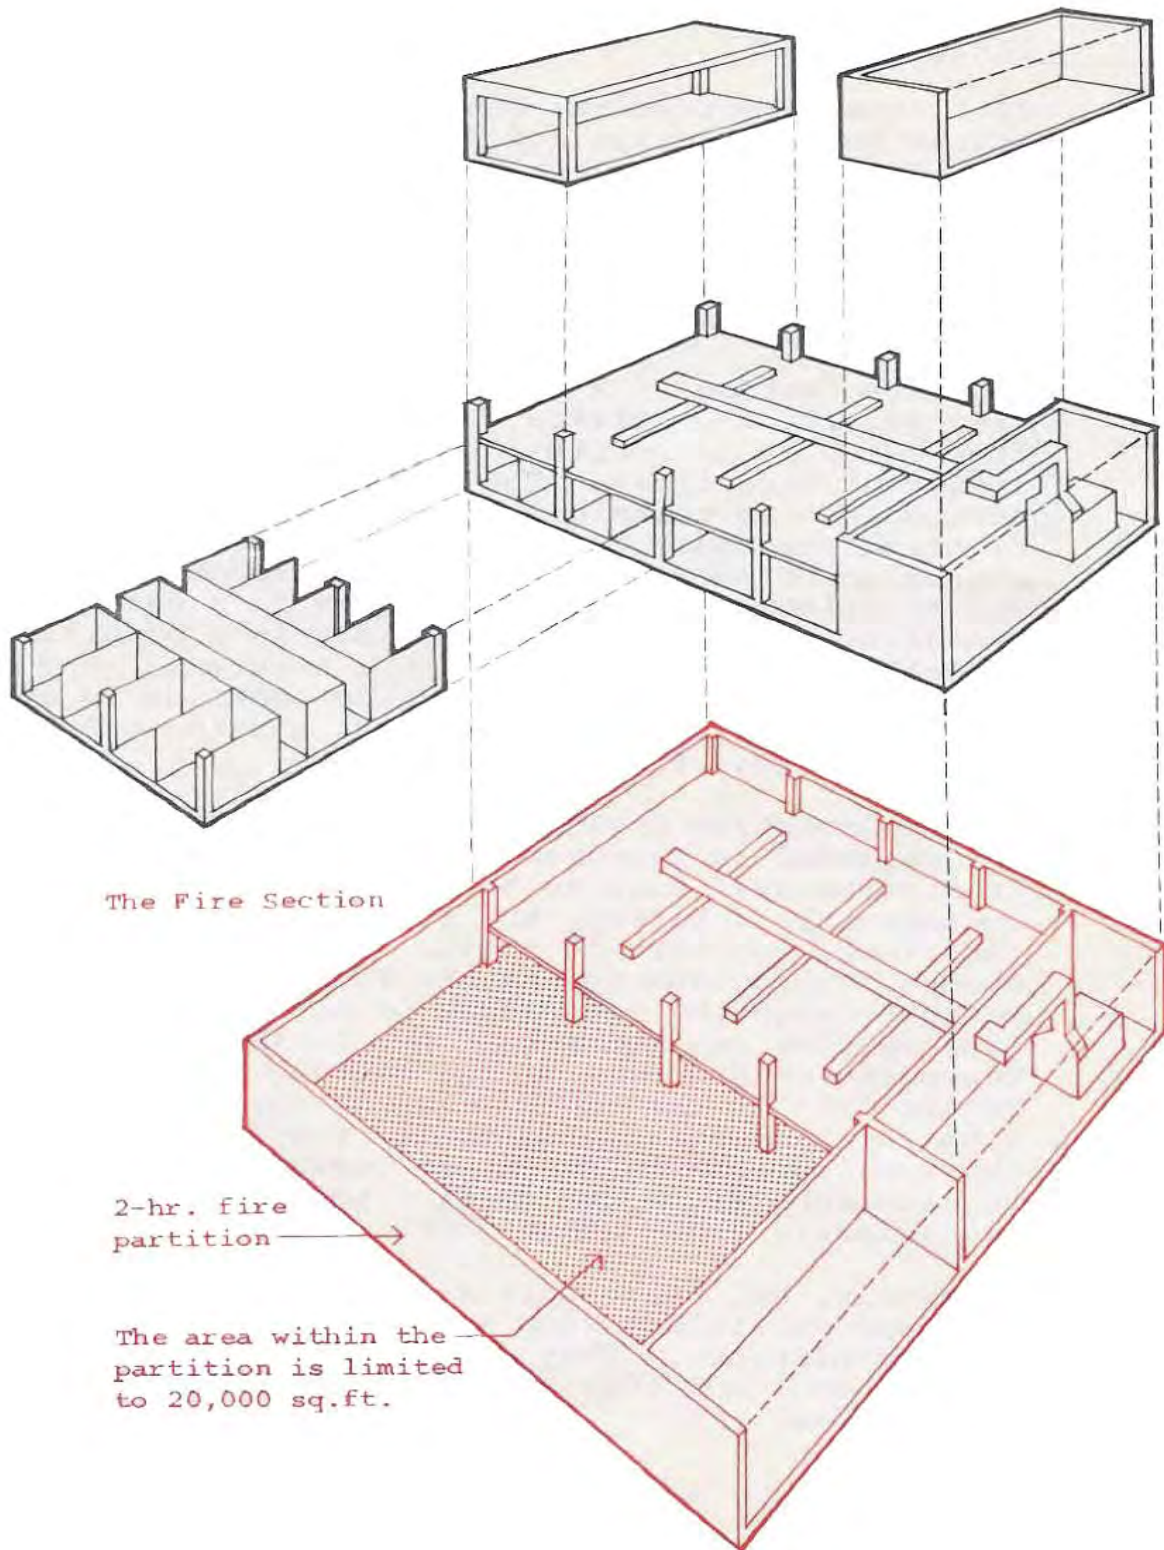 The Fire Section
2-hr. fire
partition
The area within the
partition is limited
to 20,000 sq.ft.